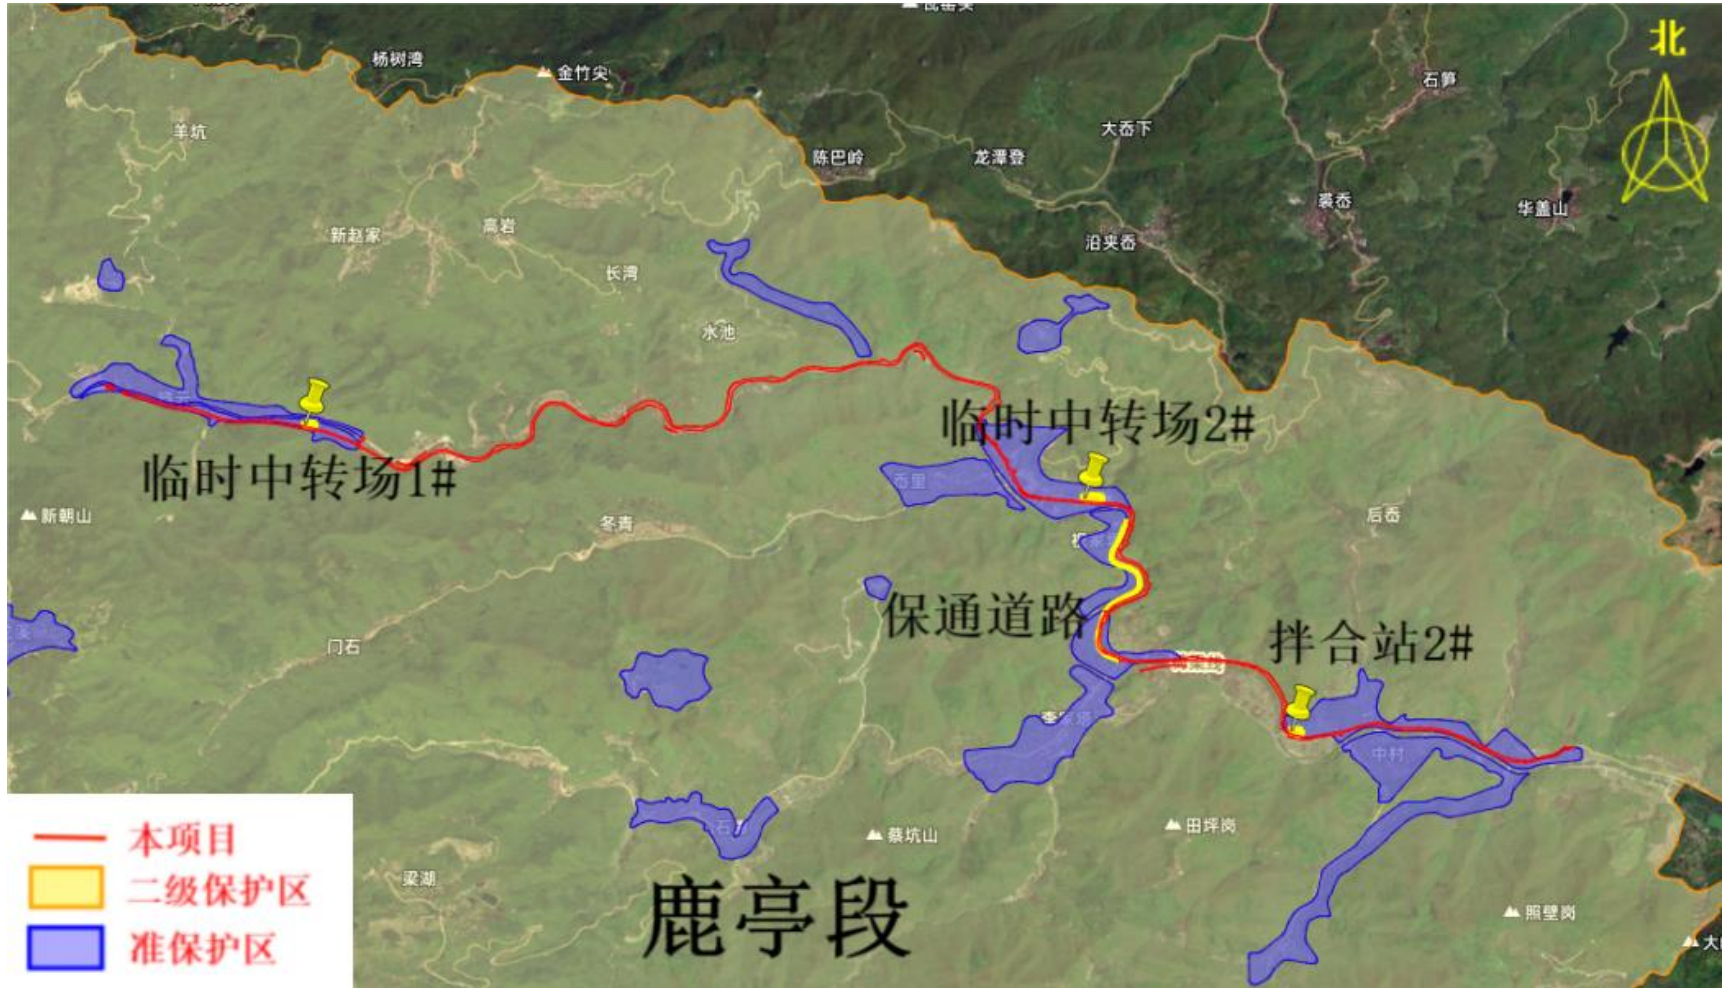 北
杨树湾
金竹尖
石笋
羊坑
大岙下
陈巴岭
龙潭登
裘岙
华盖山
新赵家
高岩
沿夹岙
长湾
水池
临时中转场2#
临时中转场1#
新朝山
冬青
后岙
保通道路
门石
拌合站2#
中村
蔡坑山
田坪岗
梁湖
照壁岗
鹿亭段
本项目
二级保护区
准保护区